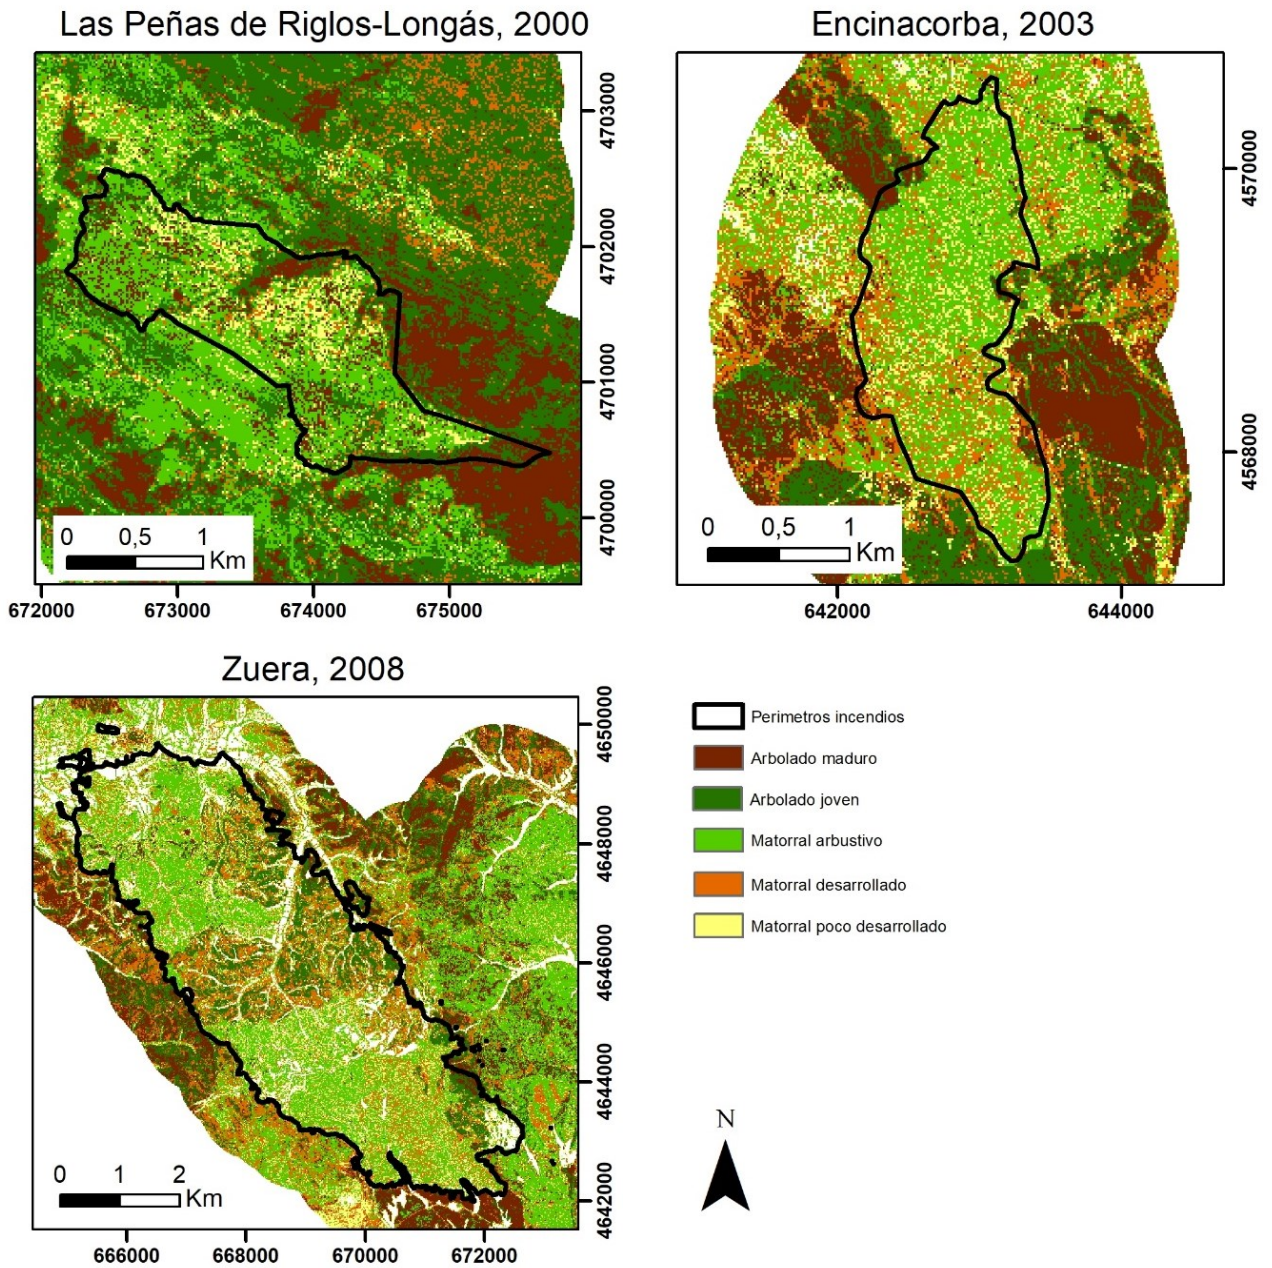 Las Peñas de Riglos-Longás, 2000
4703000
4702000
4701000
4700000
0 0,5 1
Km
672000 673000 674000 675000
Encinacorba, 2003
4570000
4568000
0 0,5 1
Km
642000 644000
Zuera, 2008
4650000
4648000
4646000
4644000
4642000
0 1 2
Km
666000 668000 670000 672000
Perimetros incendios
Arbolado maduro
Arbolado joven
Matorral arbustivo
Matorral desarrollado
Matorral poco desarrollado
N